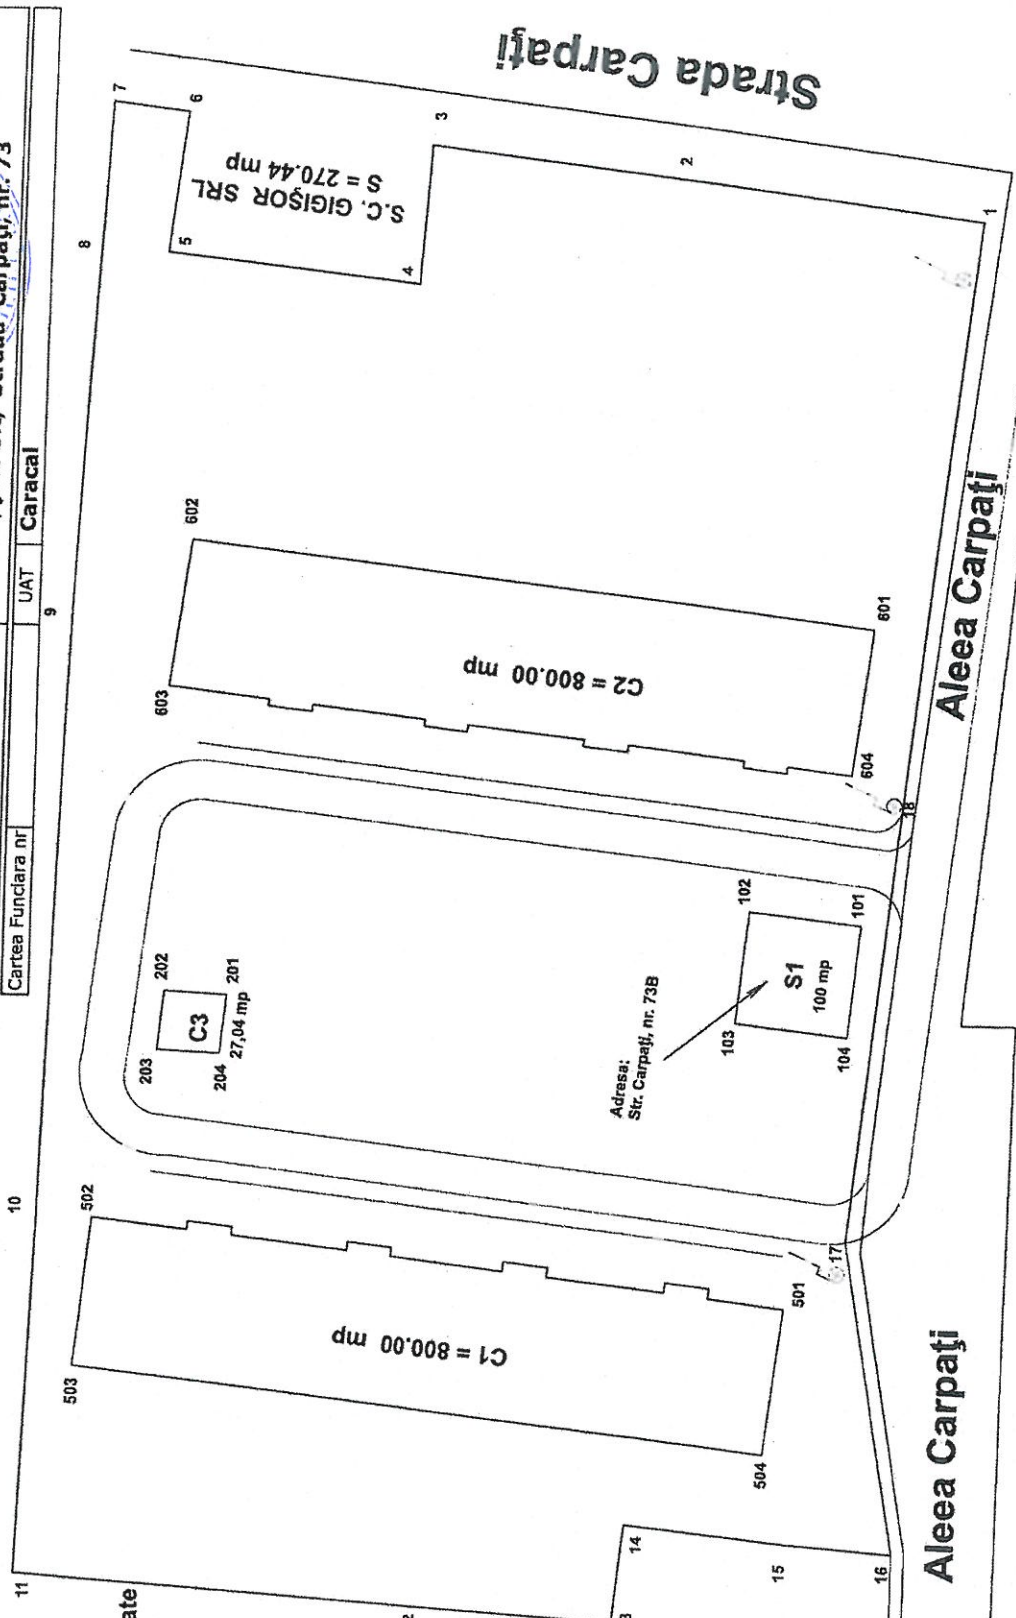 Strada Carpaţi, nr. 73
Cartea Funciara nr
UAT
Caracal
Strada Carpaţi
S.C. GIGIŞOR SRL
S = 270.44 mp
1
2
3
4
5
6
7
8
9
10
11
14
15
16
17
18
602
603
601
604
C2 = 800.00 mp
202
203
201
204
C3
27,04 mp
102
103
101
104
S1
100 mp
Adresa:
Str. Carpaţi, nr. 73B
502
503
501
504
C1 = 800.00 mp
Aleea Carpaţi
Aleea Carpaţi